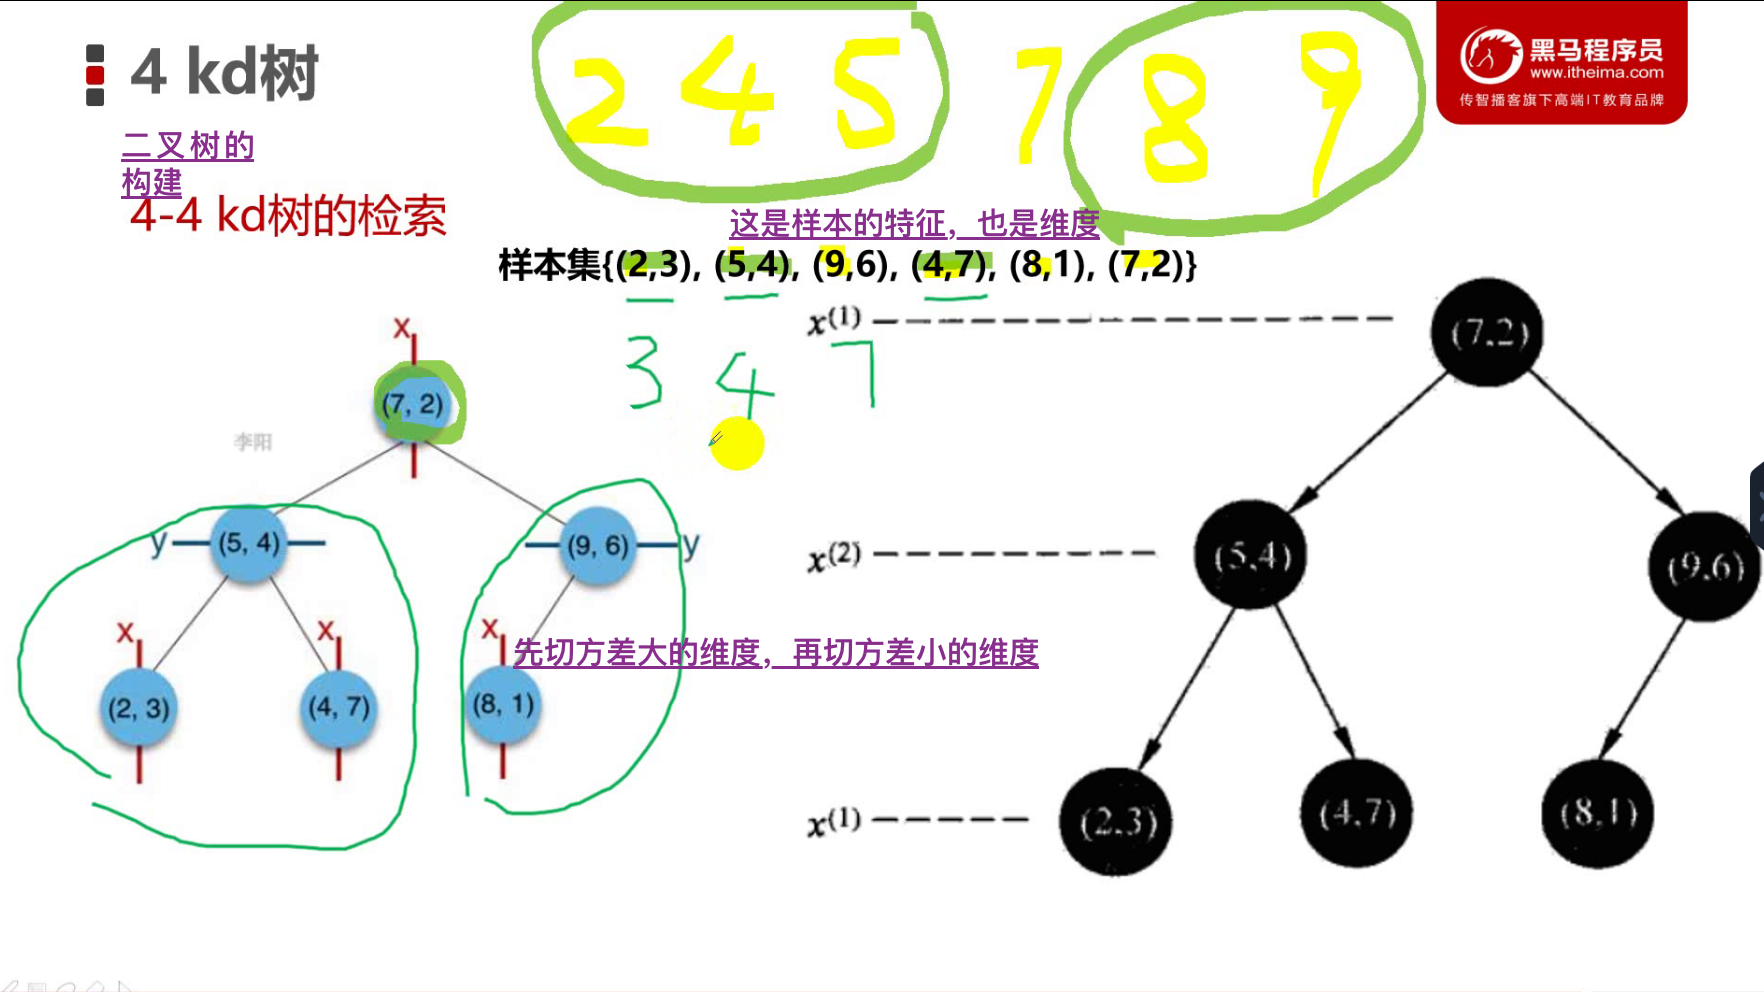 4 kd树
2 4 5 7 8 9
黑马程序员
www.itheima.com
传智播客旗下高端IT教育品牌
二叉树的
构建
4-4 kd树的检索
这是样本的特征，也是维度
样本集{(2,3), (5,4), (9,6), (4,7), (8,1), (7,2)}
3 4 7
x
(7, 2)
李阳
y
(5, 4)
(9, 6)
y
x
x
x
先切方差大的维度，再切方差小的维度
(2, 3)
(4, 7)
(8, 1)
x(1)
(7,2)
x(2)
(5,4)
(9,6)
x(1)
(2,3)
(4,7)
(8,1)